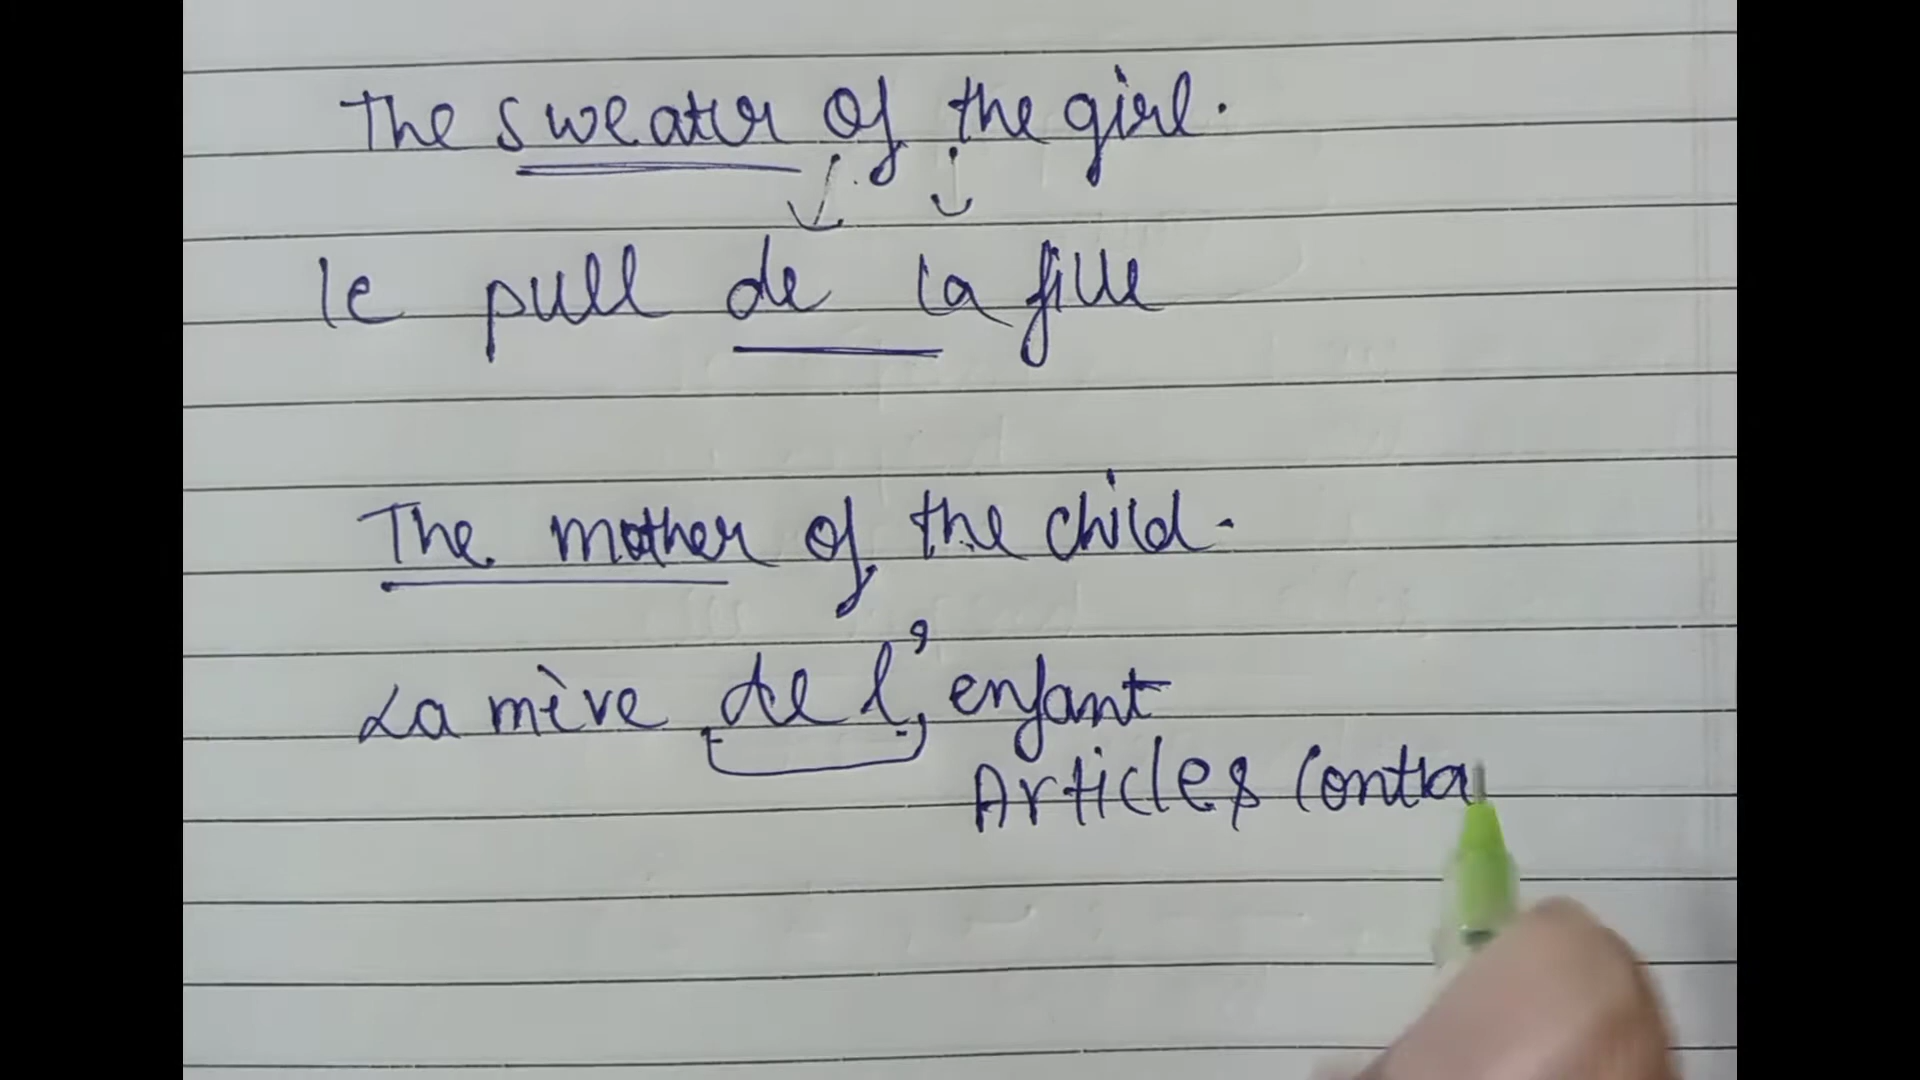 The sweater of the girl.
le pull de la fille
The mother of the child.
La mère de l'enfant
Articles Contra